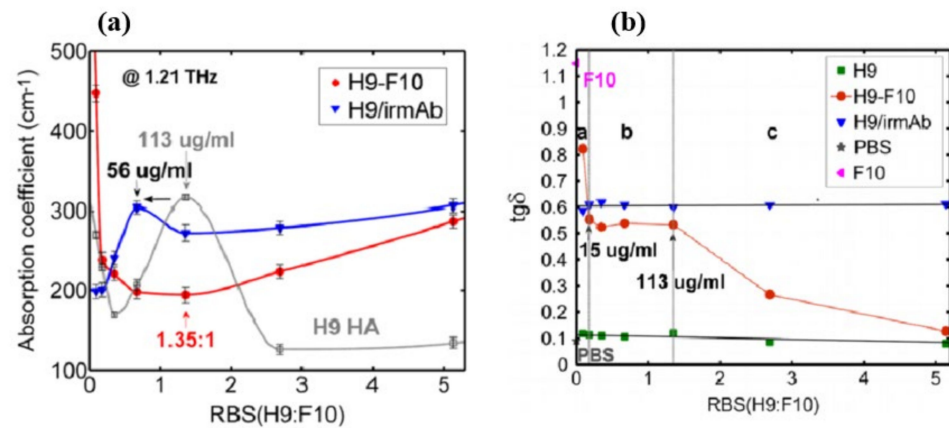 (a)
500
400
300
200
100
0
1
2
3
4
5
Absorption coefficient (cm-1)
RBS(H9:F10)
@ 1.21 THz
H9-F10
H9/irmAb
113 ug/ml
56 ug/ml
1.35:1
H9 HA
(b)
1.2
1.1
1
0.9
0.8
0.7
0.6
0.5
0.4
0.3
0.2
0.1
0
0
1
2
3
4
5
tgδ
RBS(H9:F10)
F10
a
b
c
H9
H9-F10
H9/irmAb
PBS
F10
15 ug/ml
113 ug/ml
PBS